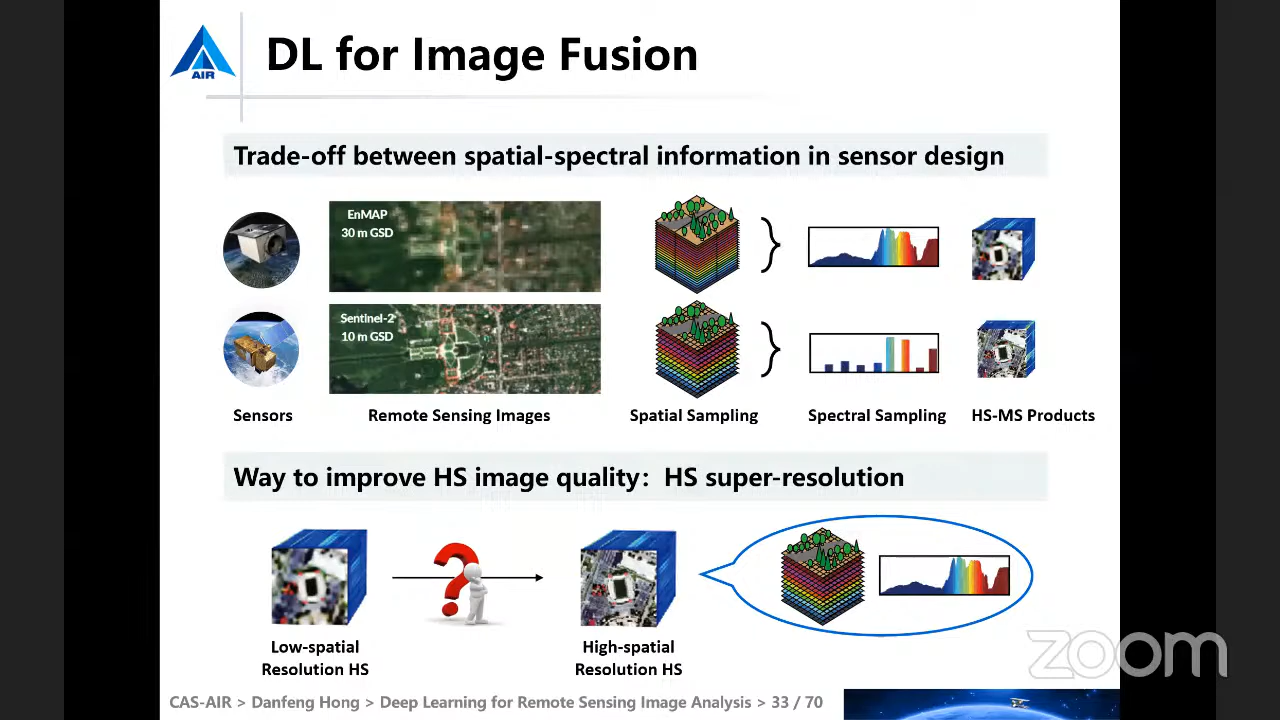 AIR
DL for Image Fusion
Trade-off between spatial-spectral information in sensor design
EnMAP
30 m GSD
Sentinel-2
10 m GSD
Sensors
Remote Sensing Images
Spatial Sampling
Spectral Sampling
HS-MS Products
Way to improve HS image quality： HS super-resolution
?
Low-spatial
Resolution HS
High-spatial
Resolution HS
zoom
CAS-AIR > Danfeng Hong > Deep Learning for Remote Sensing Image Analysis > 33 / 70